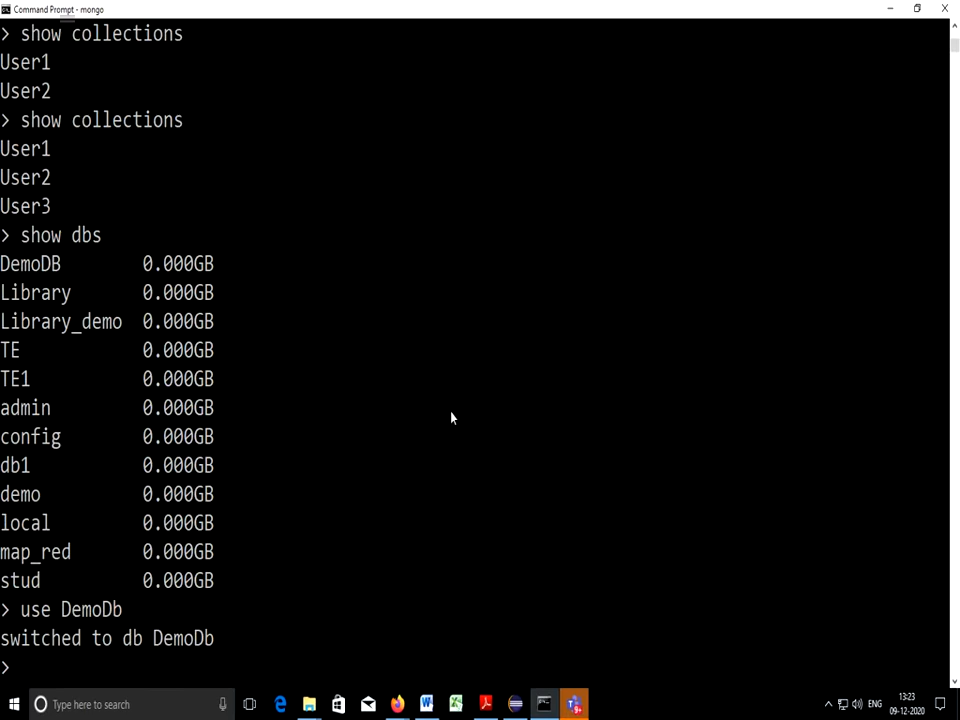 Command Prompt - mongo
> show collections
User1
User2
> show collections
User1
User2
User3
> show dbs
DemoDB 0.000GB
Library 0.000GB
Library_demo 0.000GB
TE 0.000GB
TE1 0.000GB
admin 0.000GB
config 0.000GB
db1 0.000GB
demo 0.000GB
local 0.000GB
map_red 0.000GB
stud 0.000GB
> use DemoDb
switched to db DemoDb
>
Type here to search
ENG
13:23
09-12-2020